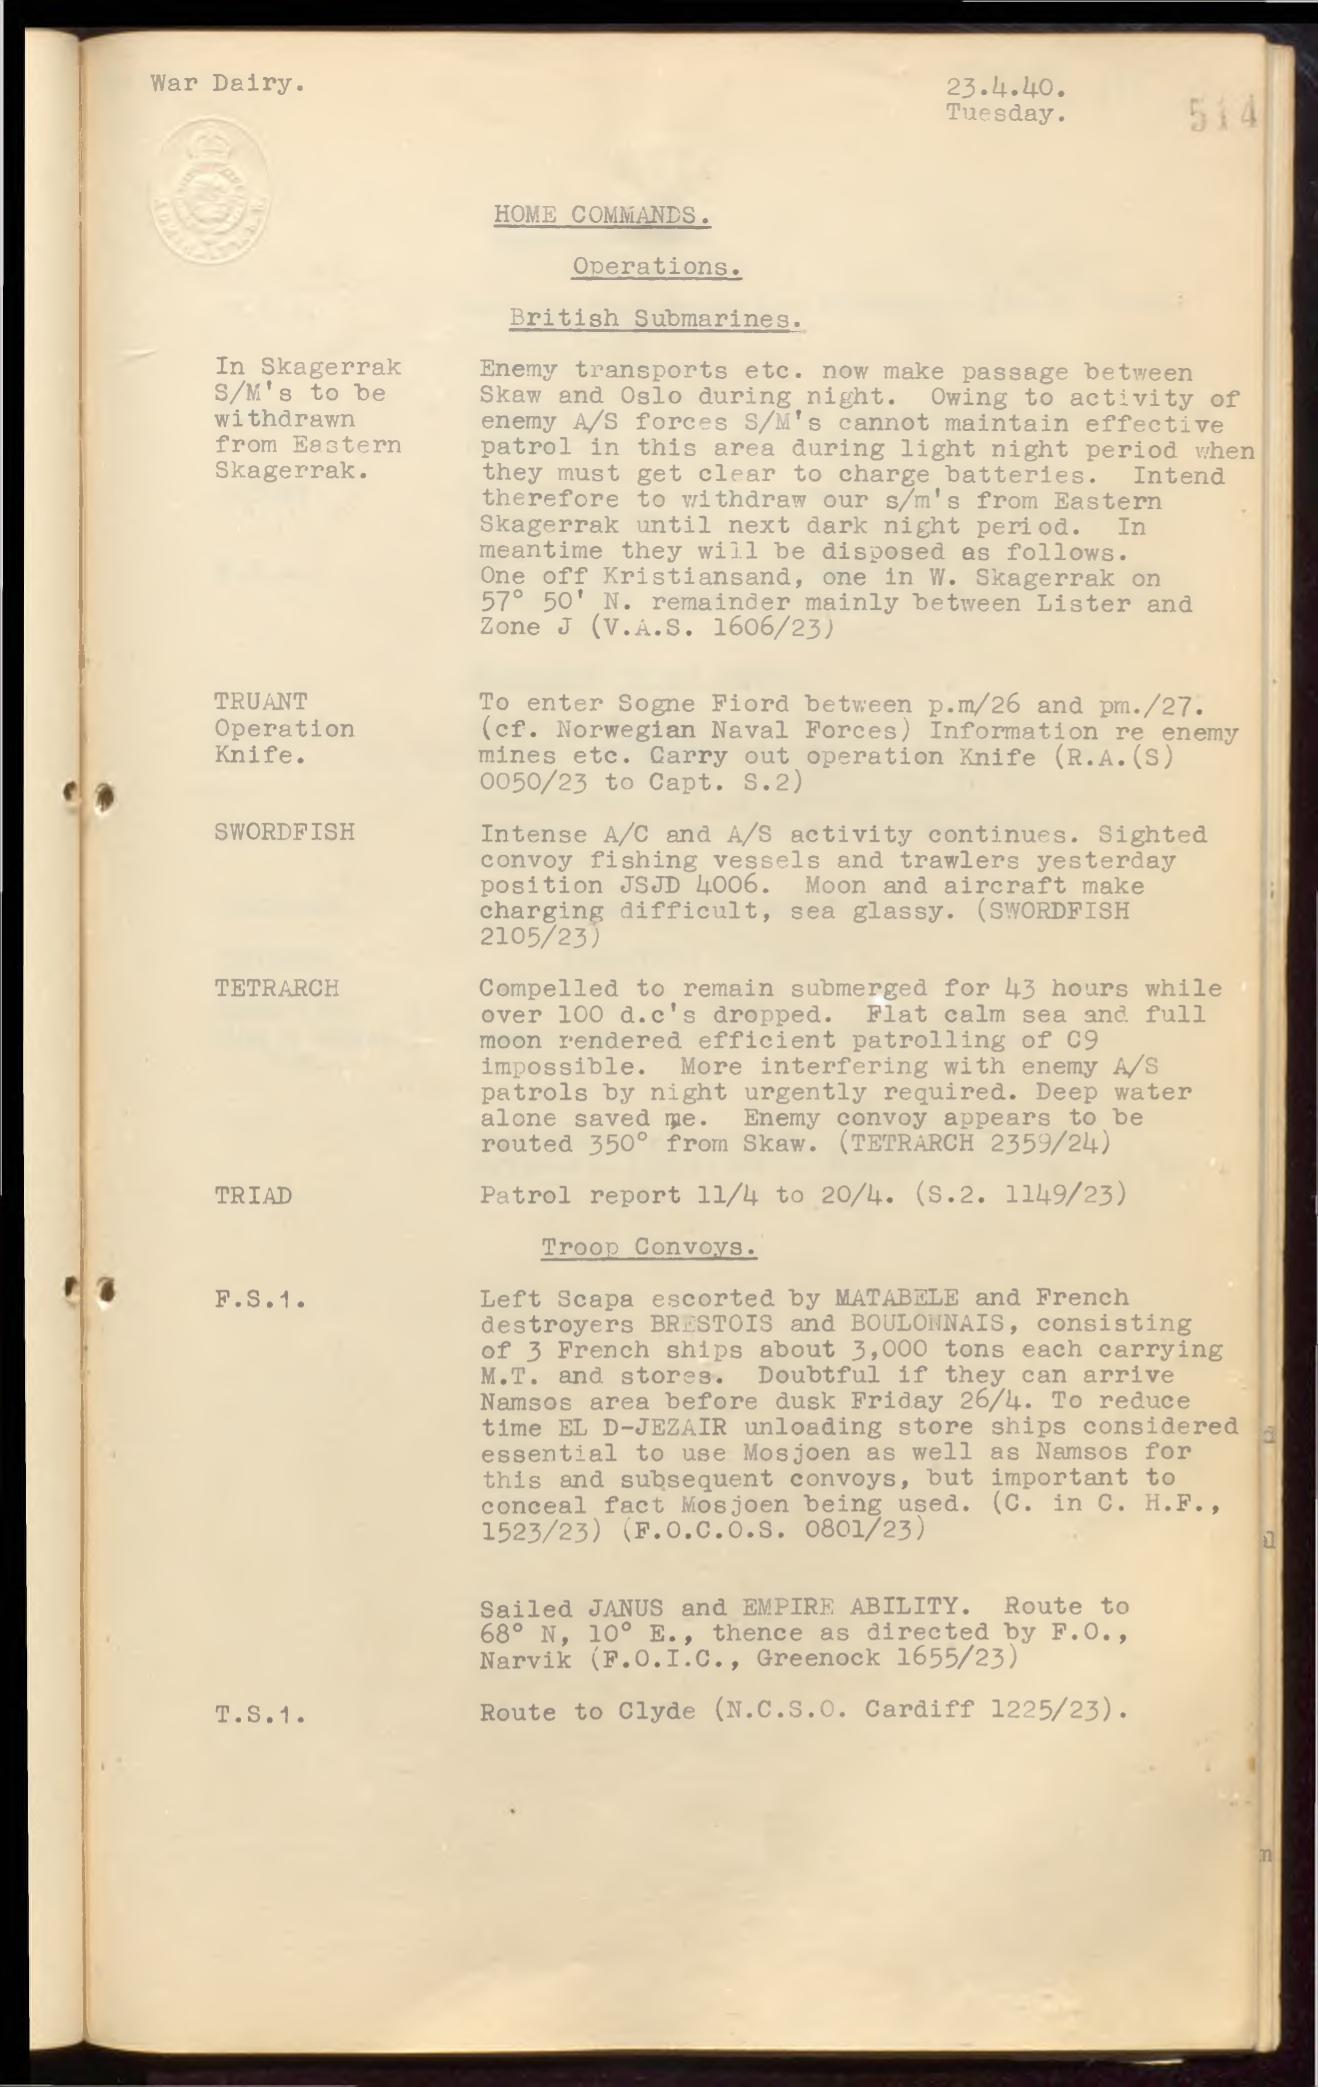 War Dairy.
23.4.40.
Tuesday.
514
HOME COMMANDS.
Operations.
British Submarines.
In Skagerrak
S/M's to be
withdrawn
from Eastern
Skagerrak.
Enemy transports etc. now make passage between
Skaw and Oslo during night. Owing to activity of
enemy A/S forces S/M's cannot maintain effective
patrol in this area during light night period when
they must get clear to charge batteries. Intend
therefore to withdraw our s/m's from Eastern
Skagerrak until next dark night period. In
meantime they will be disposed as follows.
One off Kristiansand, one in W. Skagerrak on
57° 50' N. remainder mainly between Lister and
Zone J (V.A.S. 1606/23)
TRUANT
Operation
Knife.
To enter Sogne Fiord between p.m/26 and pm./27.
(cf. Norwegian Naval Forces) Information re enemy
mines etc. Carry out operation Knife (R.A.(S)
0050/23 to Capt. S.2)
SWORDFISH
Intense A/C and A/S activity continues. Sighted
convoy fishing vessels and trawlers yesterday
position JSJD 4006. Moon and aircraft make
charging difficult, sea glassy. (SWORDFISH
2105/23)
TETRARCH
Compelled to remain submerged for 43 hours while
over 100 d.c's dropped. Flat calm sea and full
moon rendered efficient patrolling of C9
impossible. More interfering with enemy A/S
patrols by night urgently required. Deep water
alone saved me. Enemy convoy appears to be
routed 350° from Skaw. (TETRARCH 2359/24)
TRIAD
Patrol report 11/4 to 20/4. (S.2. 1149/23)
Troop Convoys.
F.S.1.
Left Scapa escorted by MATABELE and French
destroyers BRESTOIS and BOULONNAIS, consisting
of 3 French ships about 3,000 tons each carrying
M.T. and stores. Doubtful if they can arrive
Namsos area before dusk Friday 26/4. To reduce
time EL D-JEZAIR unloading store ships considered
essential to use Mosjoen as well as Namsos for
this and subsequent convoys, but important to
conceal fact Mosjoen being used. (C. in C. H.F.,
1523/23) (F.O.C.O.S. 0801/23)
Sailed JANUS and EMPIRE ABILITY. Route to
68° N, 10° E., thence as directed by F.O.,
Narvik (F.O.I.C., Greenock 1655/23)
T.S.1.
Route to Clyde (N.C.S.O. Cardiff 1225/23).